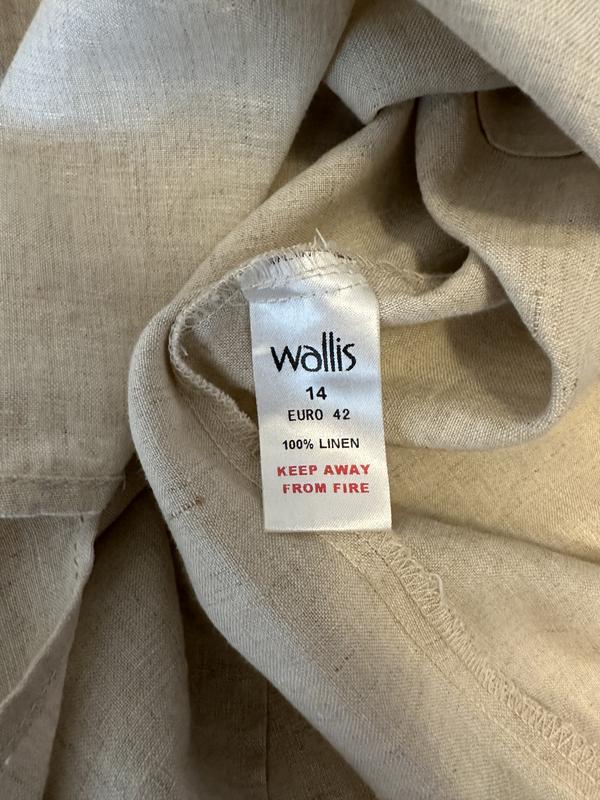 wallis
14
EURO 42
100% LINEN
KEEP AWAY
FROM FIRE